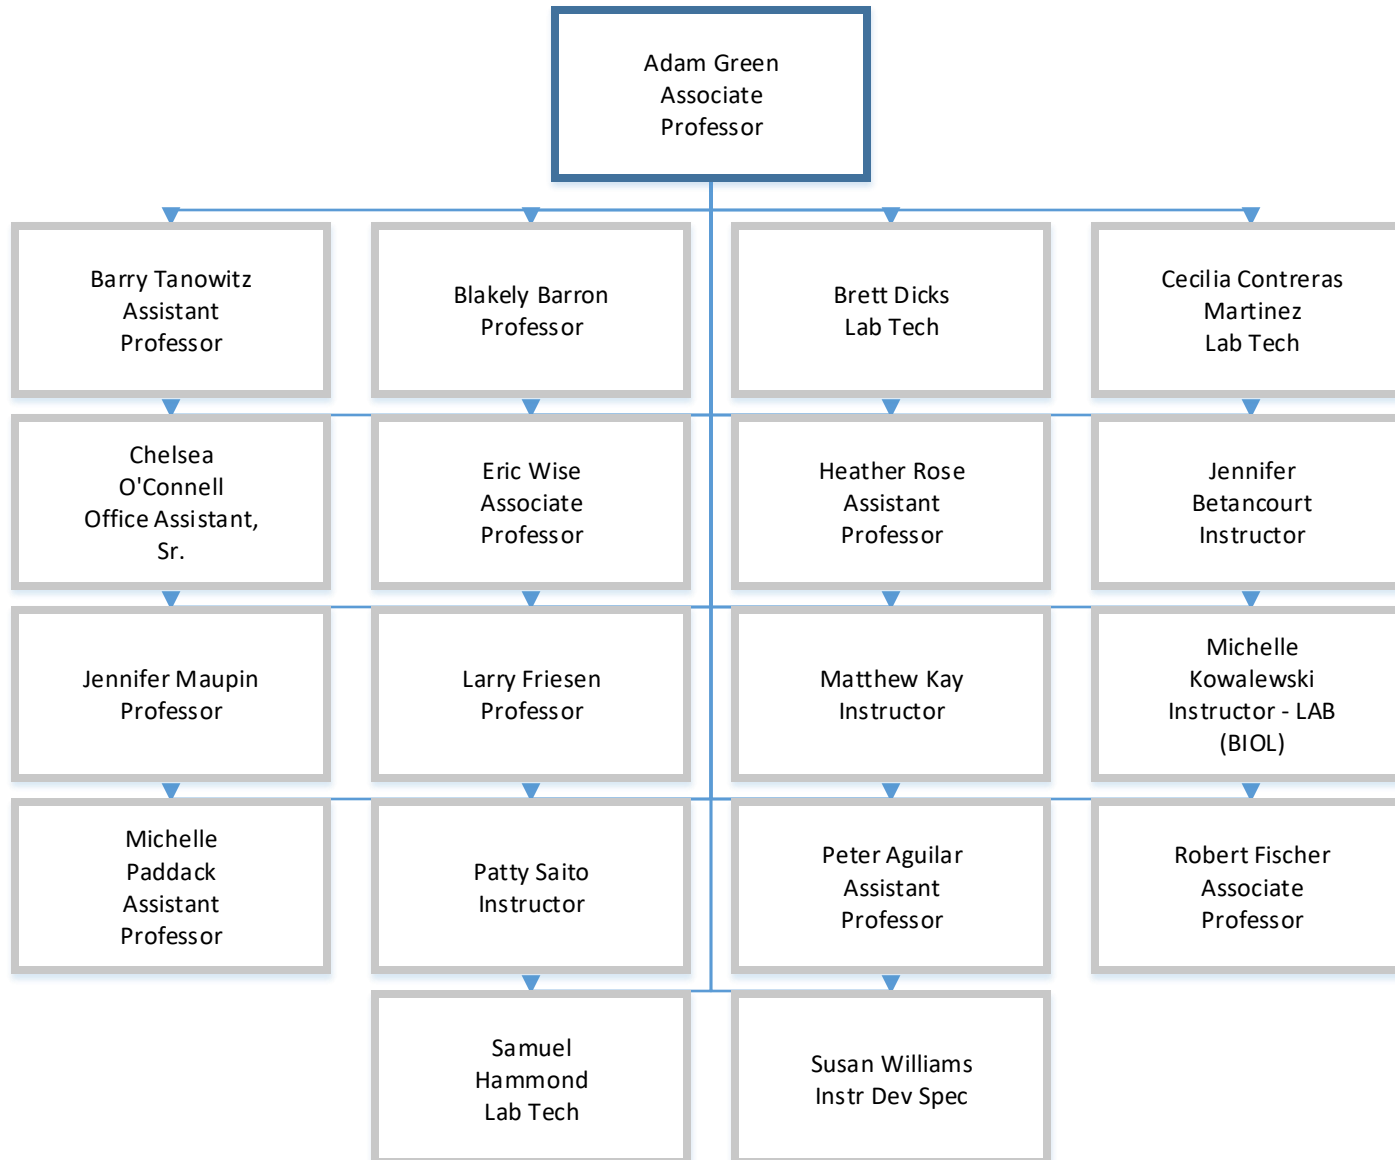 Adam Green
Associate
Professor
Barry Tanowitz
Assistant
Professor
Blakely Barron
Professor
Brett Dicks
Lab Tech
Cecilia Contreras
Martinez
Lab Tech
Chelsea
O'Connell
Office Assistant,
Sr.
Eric Wise
Associate
Professor
Heather Rose
Assistant
Professor
Jennifer
Betancourt
Instructor
Jennifer Maupin
Professor
Larry Friesen
Professor
Matthew Kay
Instructor
Michelle
Kowalewski
Instructor - LAB
(BIOL)
Michelle
Paddack
Assistant
Professor
Patty Saito
Instructor
Peter Aguilar
Assistant
Professor
Robert Fischer
Associate
Professor
Samuel
Hammond
Lab Tech
Susan Williams
Instr Dev Spec